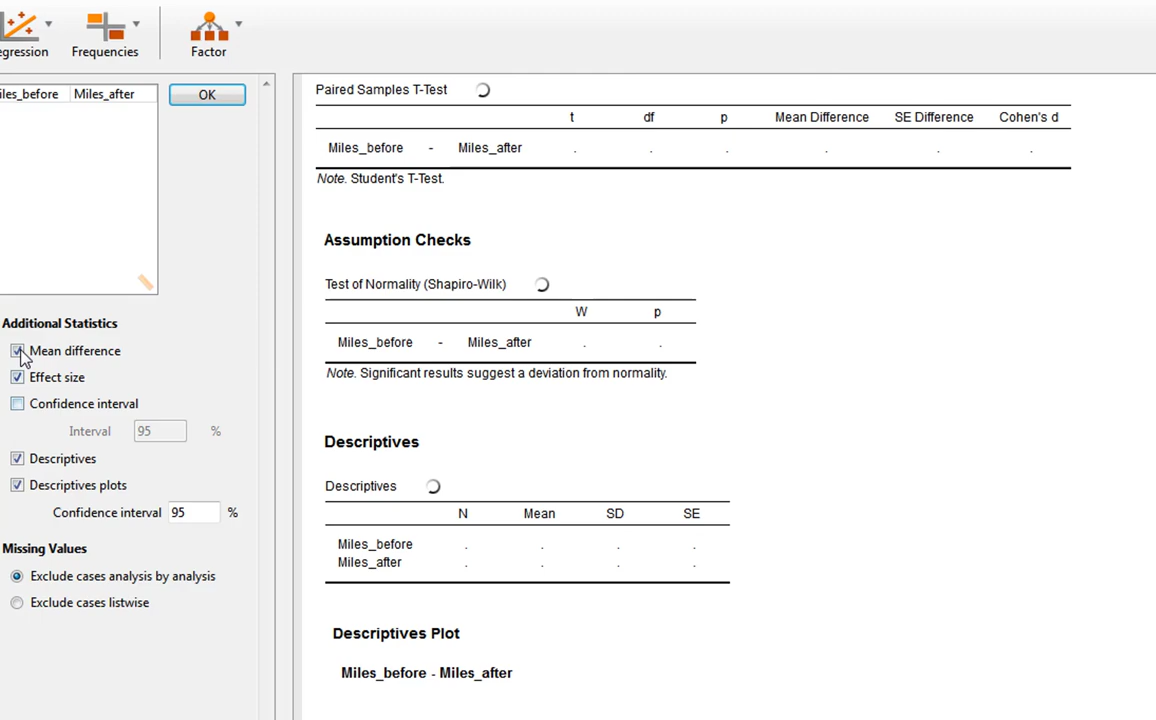 egression Frequencies Factor
iles_before Miles_after OK
Additional Statistics
Mean difference
Effect size
Confidence interval
Interval 95 %
Descriptives
Descriptives plots
Confidence interval 95 %
Missing Values
Exclude cases analysis by analysis
Exclude cases listwise
Paired Samples T-Test
t df p Mean Difference SE Difference Cohen's d
Miles_before - Miles_after . . . . . .
Note. Student's T-Test.
Assumption Checks
Test of Normality (Shapiro-Wilk)
W p
Miles_before - Miles_after . .
Note. Significant results suggest a deviation from normality.
Descriptives
Descriptives
N Mean SD SE
Miles_before . . . .
Miles_after . . . .
Descriptives Plot
Miles_before - Miles_after